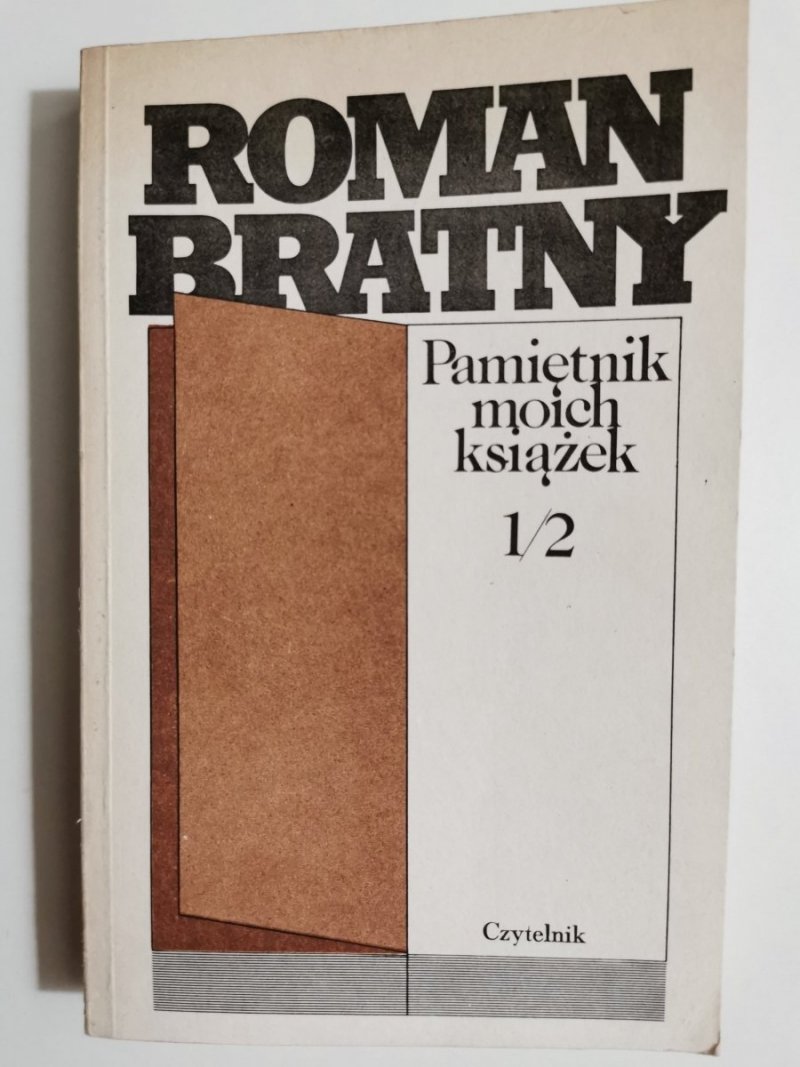 ROMAN
BRATNY
Pamiętnik
moich
książek
1/2
Czytelnik